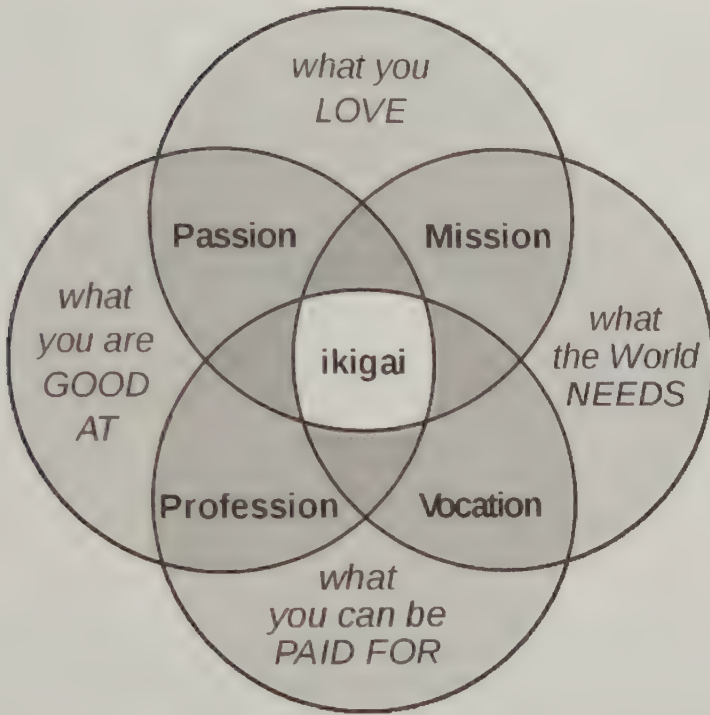 what you
LOVE
Passion
Mission
what
you are
GOOD
AT
ikigai
what
the World
NEEDS
Profession
Vocation
what
you can be
PAID FOR